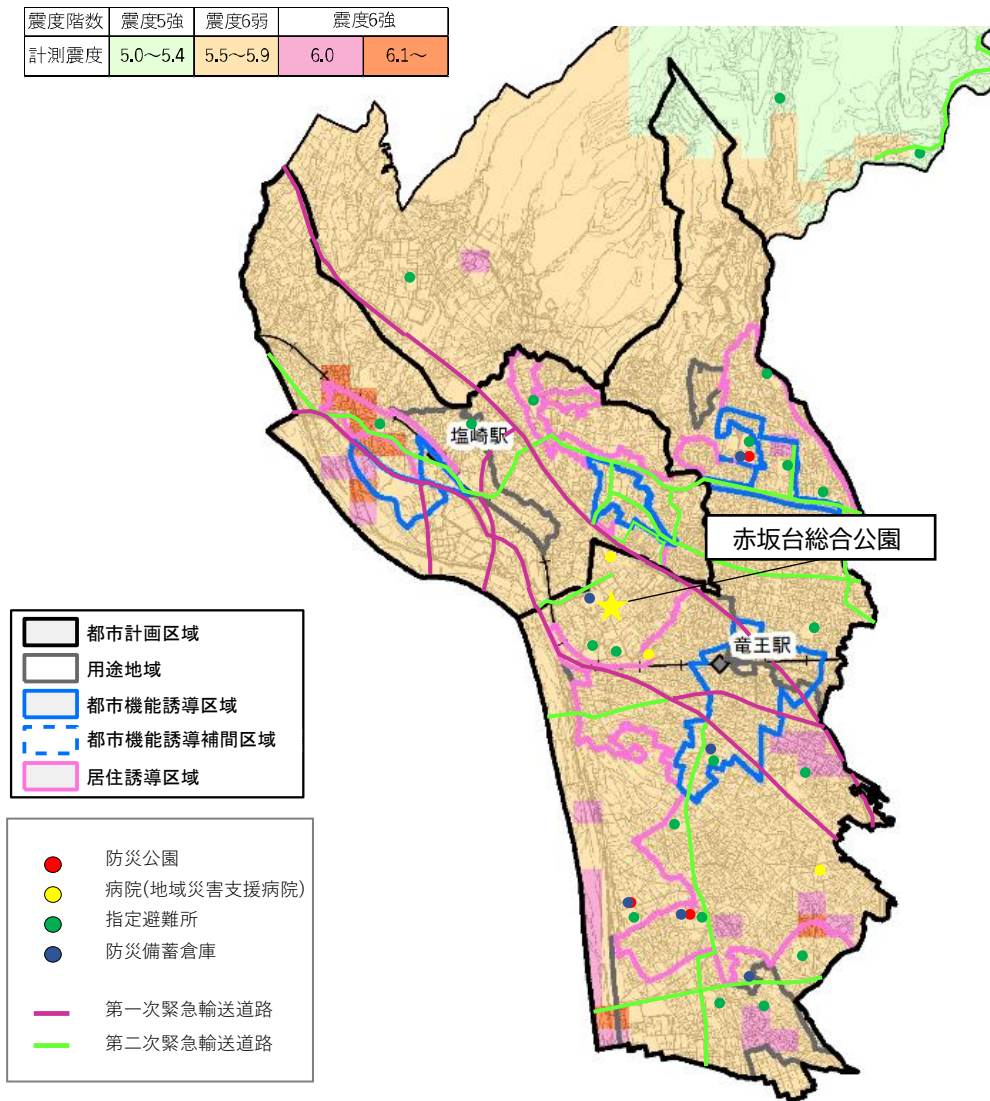 震度階数 震度5強 震度6弱 震度6強
計測震度 5.0～5.4 5.5～5.9 6.0 6.1～
塩崎駅
赤坂台総合公園
竜王駅
都市計画区域
用途地域
都市機能誘導区域
都市機能誘導補間区域
居住誘導区域
防災公園
病院(地域災害支援病院)
指定避難所
防災備蓄倉庫
第一次緊急輸送道路
第二次緊急輸送道路